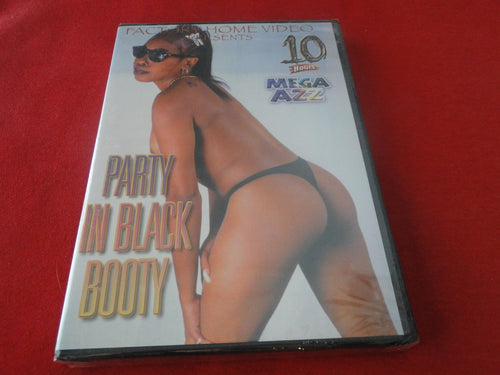 HOME VIDEO
10
Hours
MEGA
AZZ
PARTY
IN BLACK
BOOTY